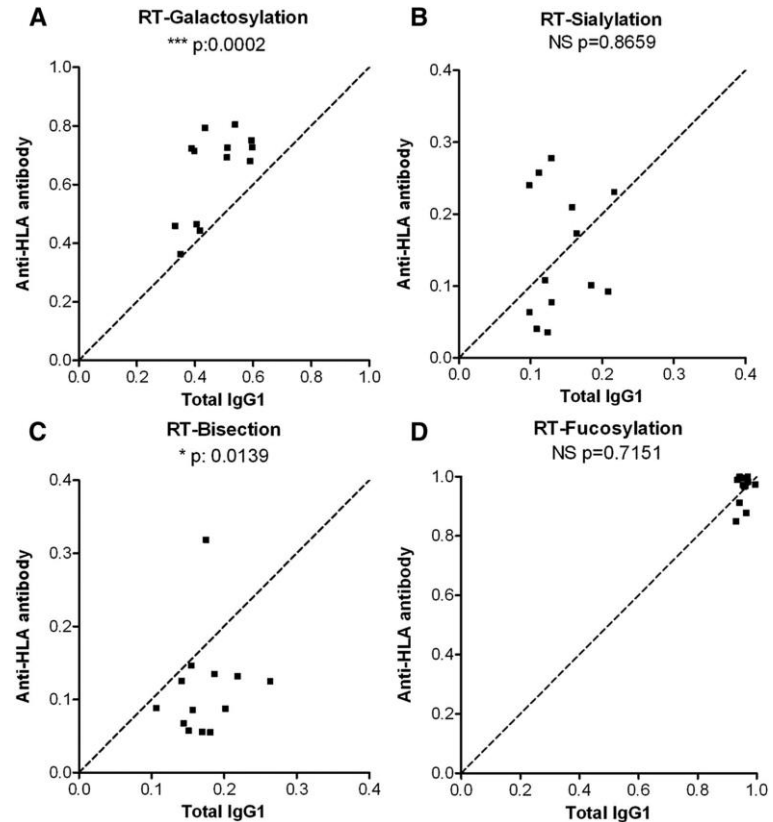 A
RT-Galactosylation
*** p:0.0002
Anti-HLA antibody
1.0
0.8
0.6
0.4
0.2
0.0
0.0 0.2 0.4 0.6 0.8 1.0
Total IgG1
B
RT-Sialylation
NS p=0.8659
Anti-HLA antibody
0.4
0.3
0.2
0.1
0.0
0.0 0.1 0.2 0.3 0.4
Total IgG1
C
RT-Bisection
* p: 0.0139
Anti-HLA antibody
0.4
0.3
0.2
0.1
0.0
0.0 0.1 0.2 0.3 0.4
Total IgG1
D
RT-Fucosylation
NS p=0.7151
Anti-HLA antibody
1.0
0.8
0.6
0.4
0.2
0.0
0.0 0.2 0.4 0.6 0.8 1.0
Total IgG1